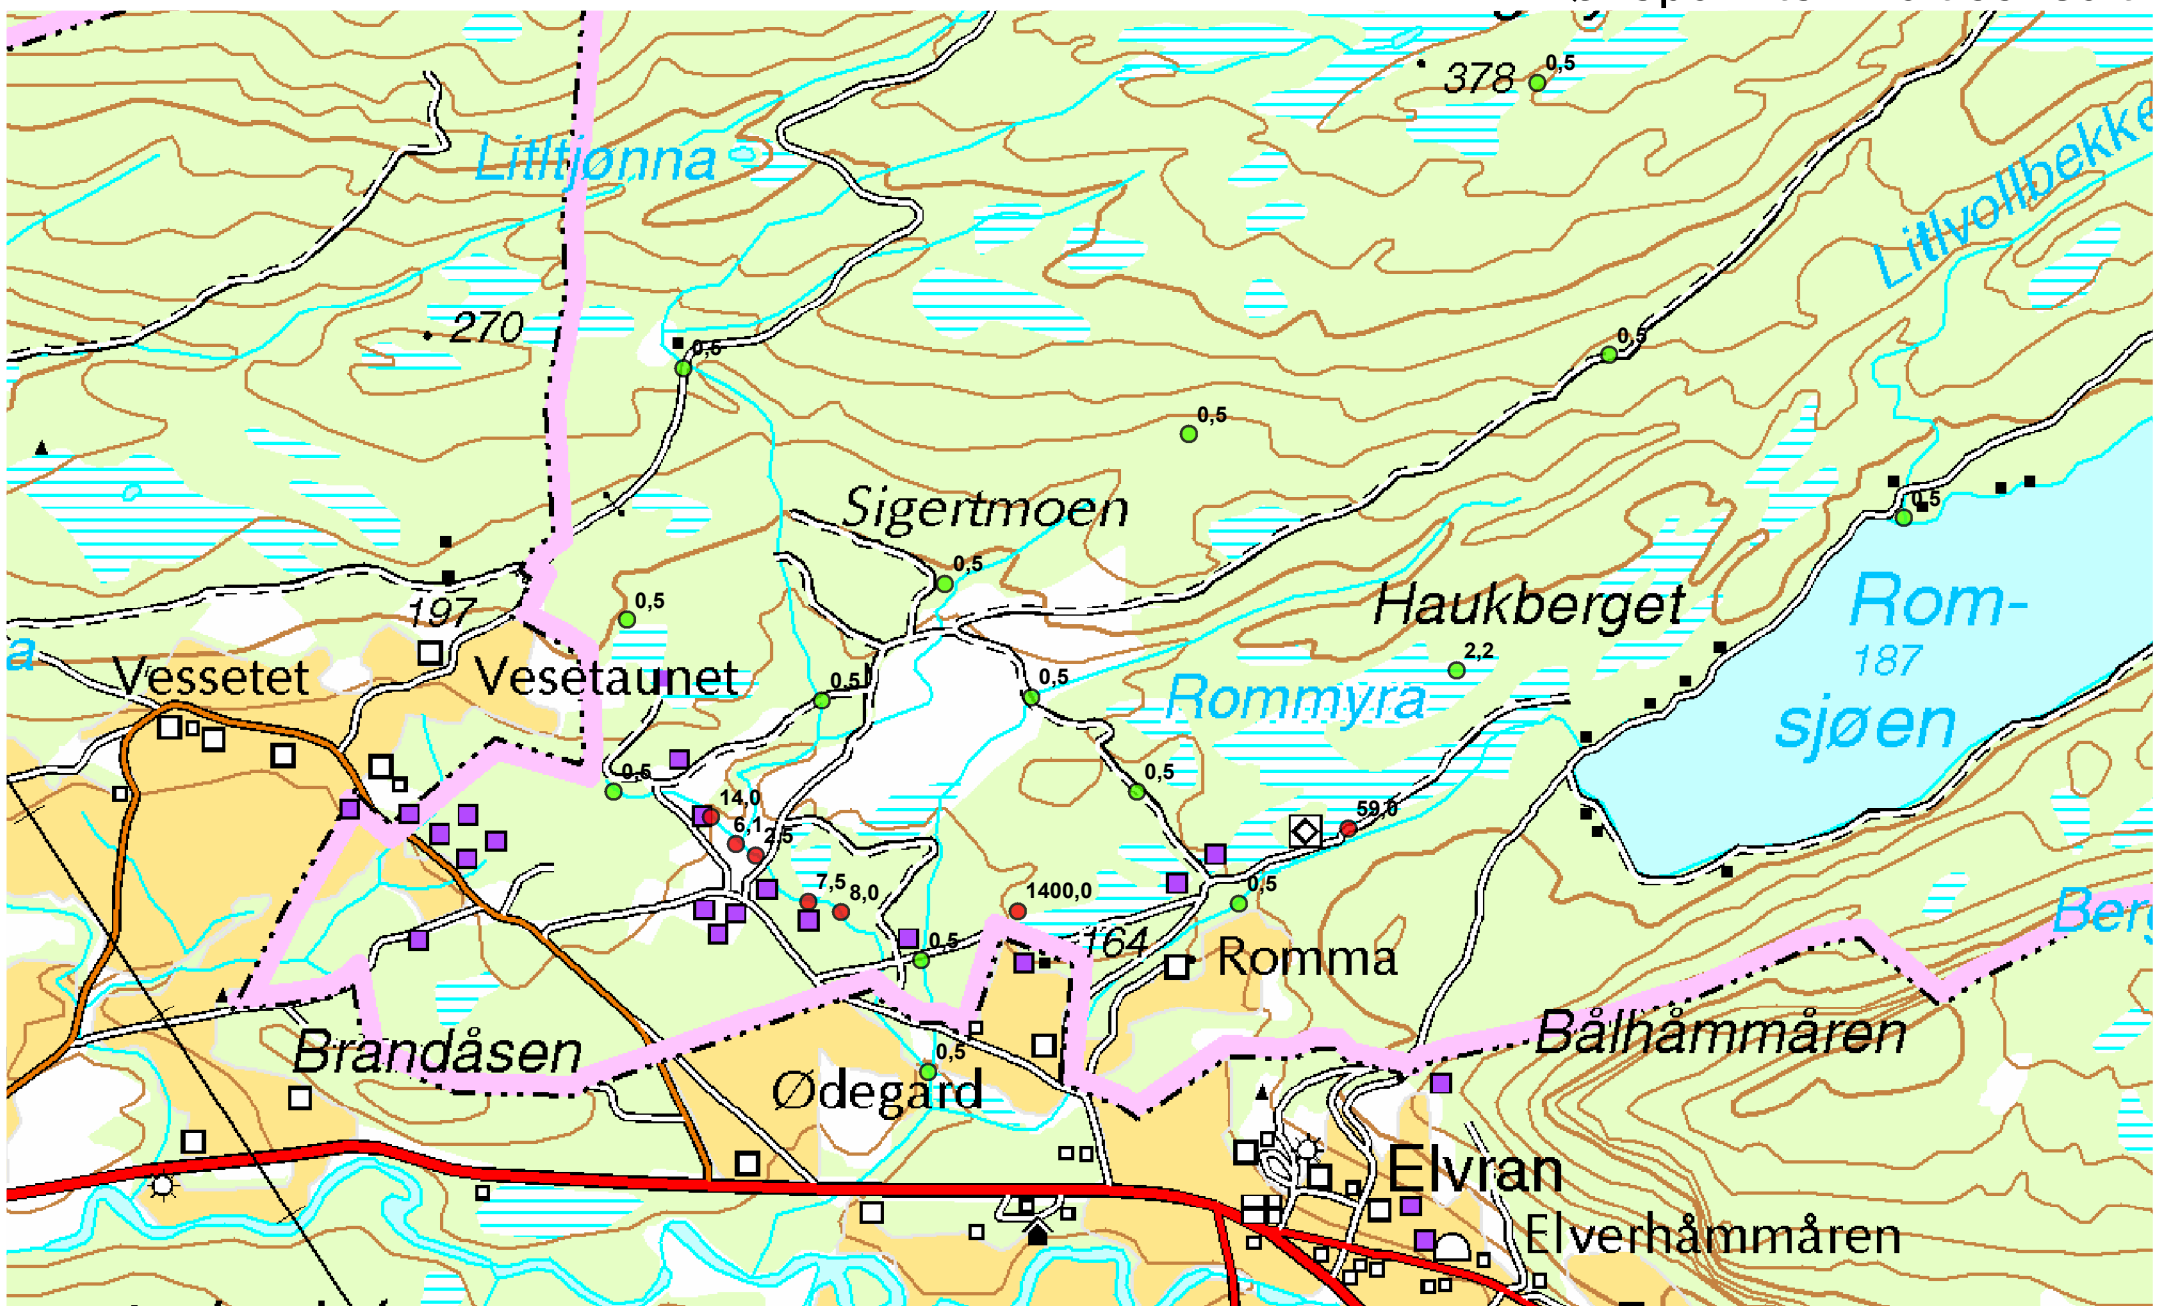 378
0,5
Litltjønna
Litlvollbekke
270
0,5
0,5
0,5
Sigertmoen
0,5
0,5
197
0,5
Haukberget
Rom-
187
sjøen
a
Vessetet
Vesetaunet
0,5
0,5
2,2
Rommyra
0,5
0,5
14,0
6,1
2,5
59,0
7,5
8,0
1400,0
0,5
Berg
0,5
164
Romma
Brandåsen
0,5
Ødegård
Bålhåmmåren
Elvran
Elverhåmmåren